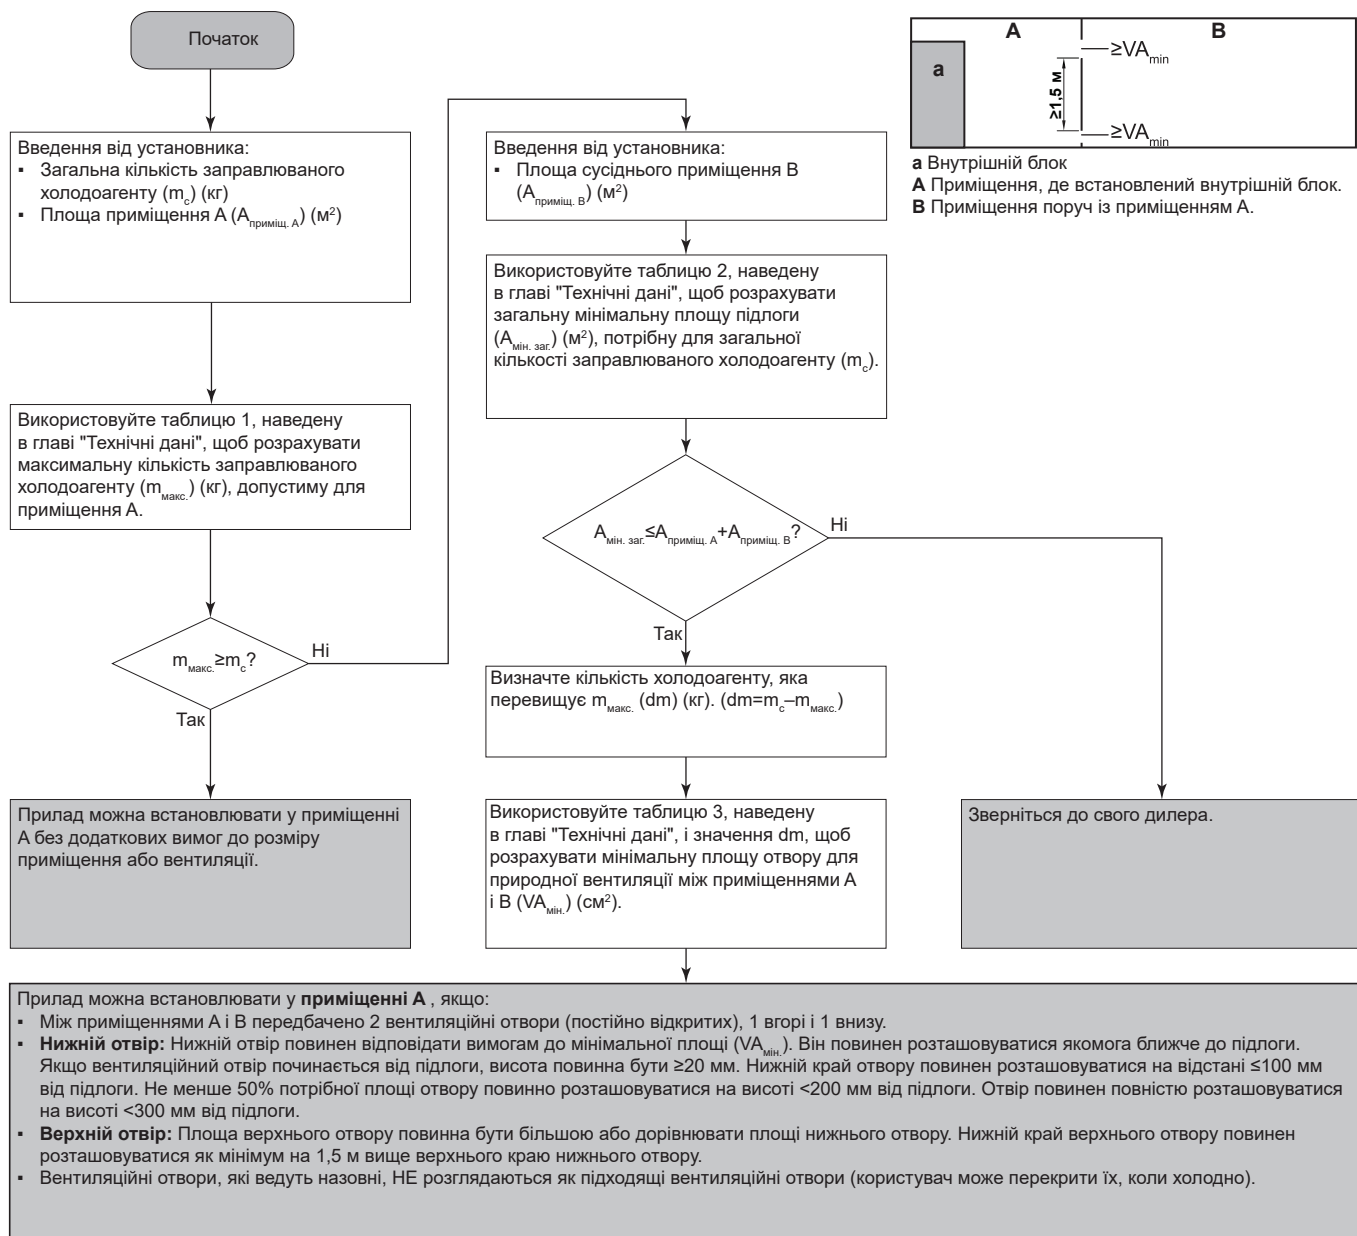 Початок
Введення від установника:
▪ Загальна кількість заправлюваного
холодоагенту (mc) (кг)
▪ Площа приміщення A (Aприміщ. A) (м²)
Використовуйте таблицю 1, наведену
в главі "Технічні дані", щоб розрахувати
максимальну кількість заправлюваного
холодоагенту (mмакс.) (кг), допустиму для
приміщення A.
mмакс.≥mc?
Ні
Так
Прилад можна встановлювати у приміщенні
A без додаткових вимог до розміру
приміщення або вентиляції.
Введення від установника:
▪ Площа сусіднього приміщення B
(Aприміщ. B) (м²)
Використовуйте таблицю 2, наведену
в главі "Технічні дані", щоб розрахувати
загальну мінімальну площу підлоги
(Aмін. заг.) (м²), потрібну для загальної
кількості заправлюваного холодоагенту (mc).
Aмін. заг.≤Aприміщ. A+Aприміщ. B?
Ні
Так
Визначте кількість холодоагенту, яка
перевищує mмакс. (dm) (кг). (dm=mc–mмакс.)
Використовуйте таблицю 3, наведену
в главі "Технічні дані", і значення dm, щоб
розрахувати мінімальну площу отвору для
природної вентиляції між приміщеннями A
і B (VAмін.) (см²).
Зверніться до свого дилера.
A
B
a
≥1,5 м
≥VAmin
≥VAmin
a Внутрішній блок
A Приміщення, де встановлений внутрішній блок.
B Приміщення поруч із приміщенням A.
Прилад можна встановлювати у приміщенні A , якщо:
▪ Між приміщеннями A і B передбачено 2 вентиляційні отвори (постійно відкритих), 1 вгорі і 1 внизу.
▪ Нижній отвір: Нижній отвір повинен відповідати вимогам до мінімальної площі (VAмін.). Він повинен розташовуватися якомога ближче до підлоги.
Якщо вентиляційний отвір починається від підлоги, висота повинна бути ≥20 мм. Нижній край отвору повинен розташовуватися на відстані ≤100 мм
від підлоги. Не менше 50% потрібної площі отвору повинно розташовуватися на висоті <200 мм від підлоги. Отвір повинен повністю розташовуватися
на висоті <300 мм від підлоги.
▪ Верхній отвір: Площа верхнього отвору повинна бути більшою або дорівнювати площі нижнього отвору. Нижній край верхнього отвору повинен
розташовуватися як мінімум на 1,5 м вище верхнього краю нижнього отвору.
▪ Вентиляційні отвори, які ведуть назовні, НЕ розглядаються як підходящі вентиляційні отвори (користувач може перекрити їх, коли холодно).